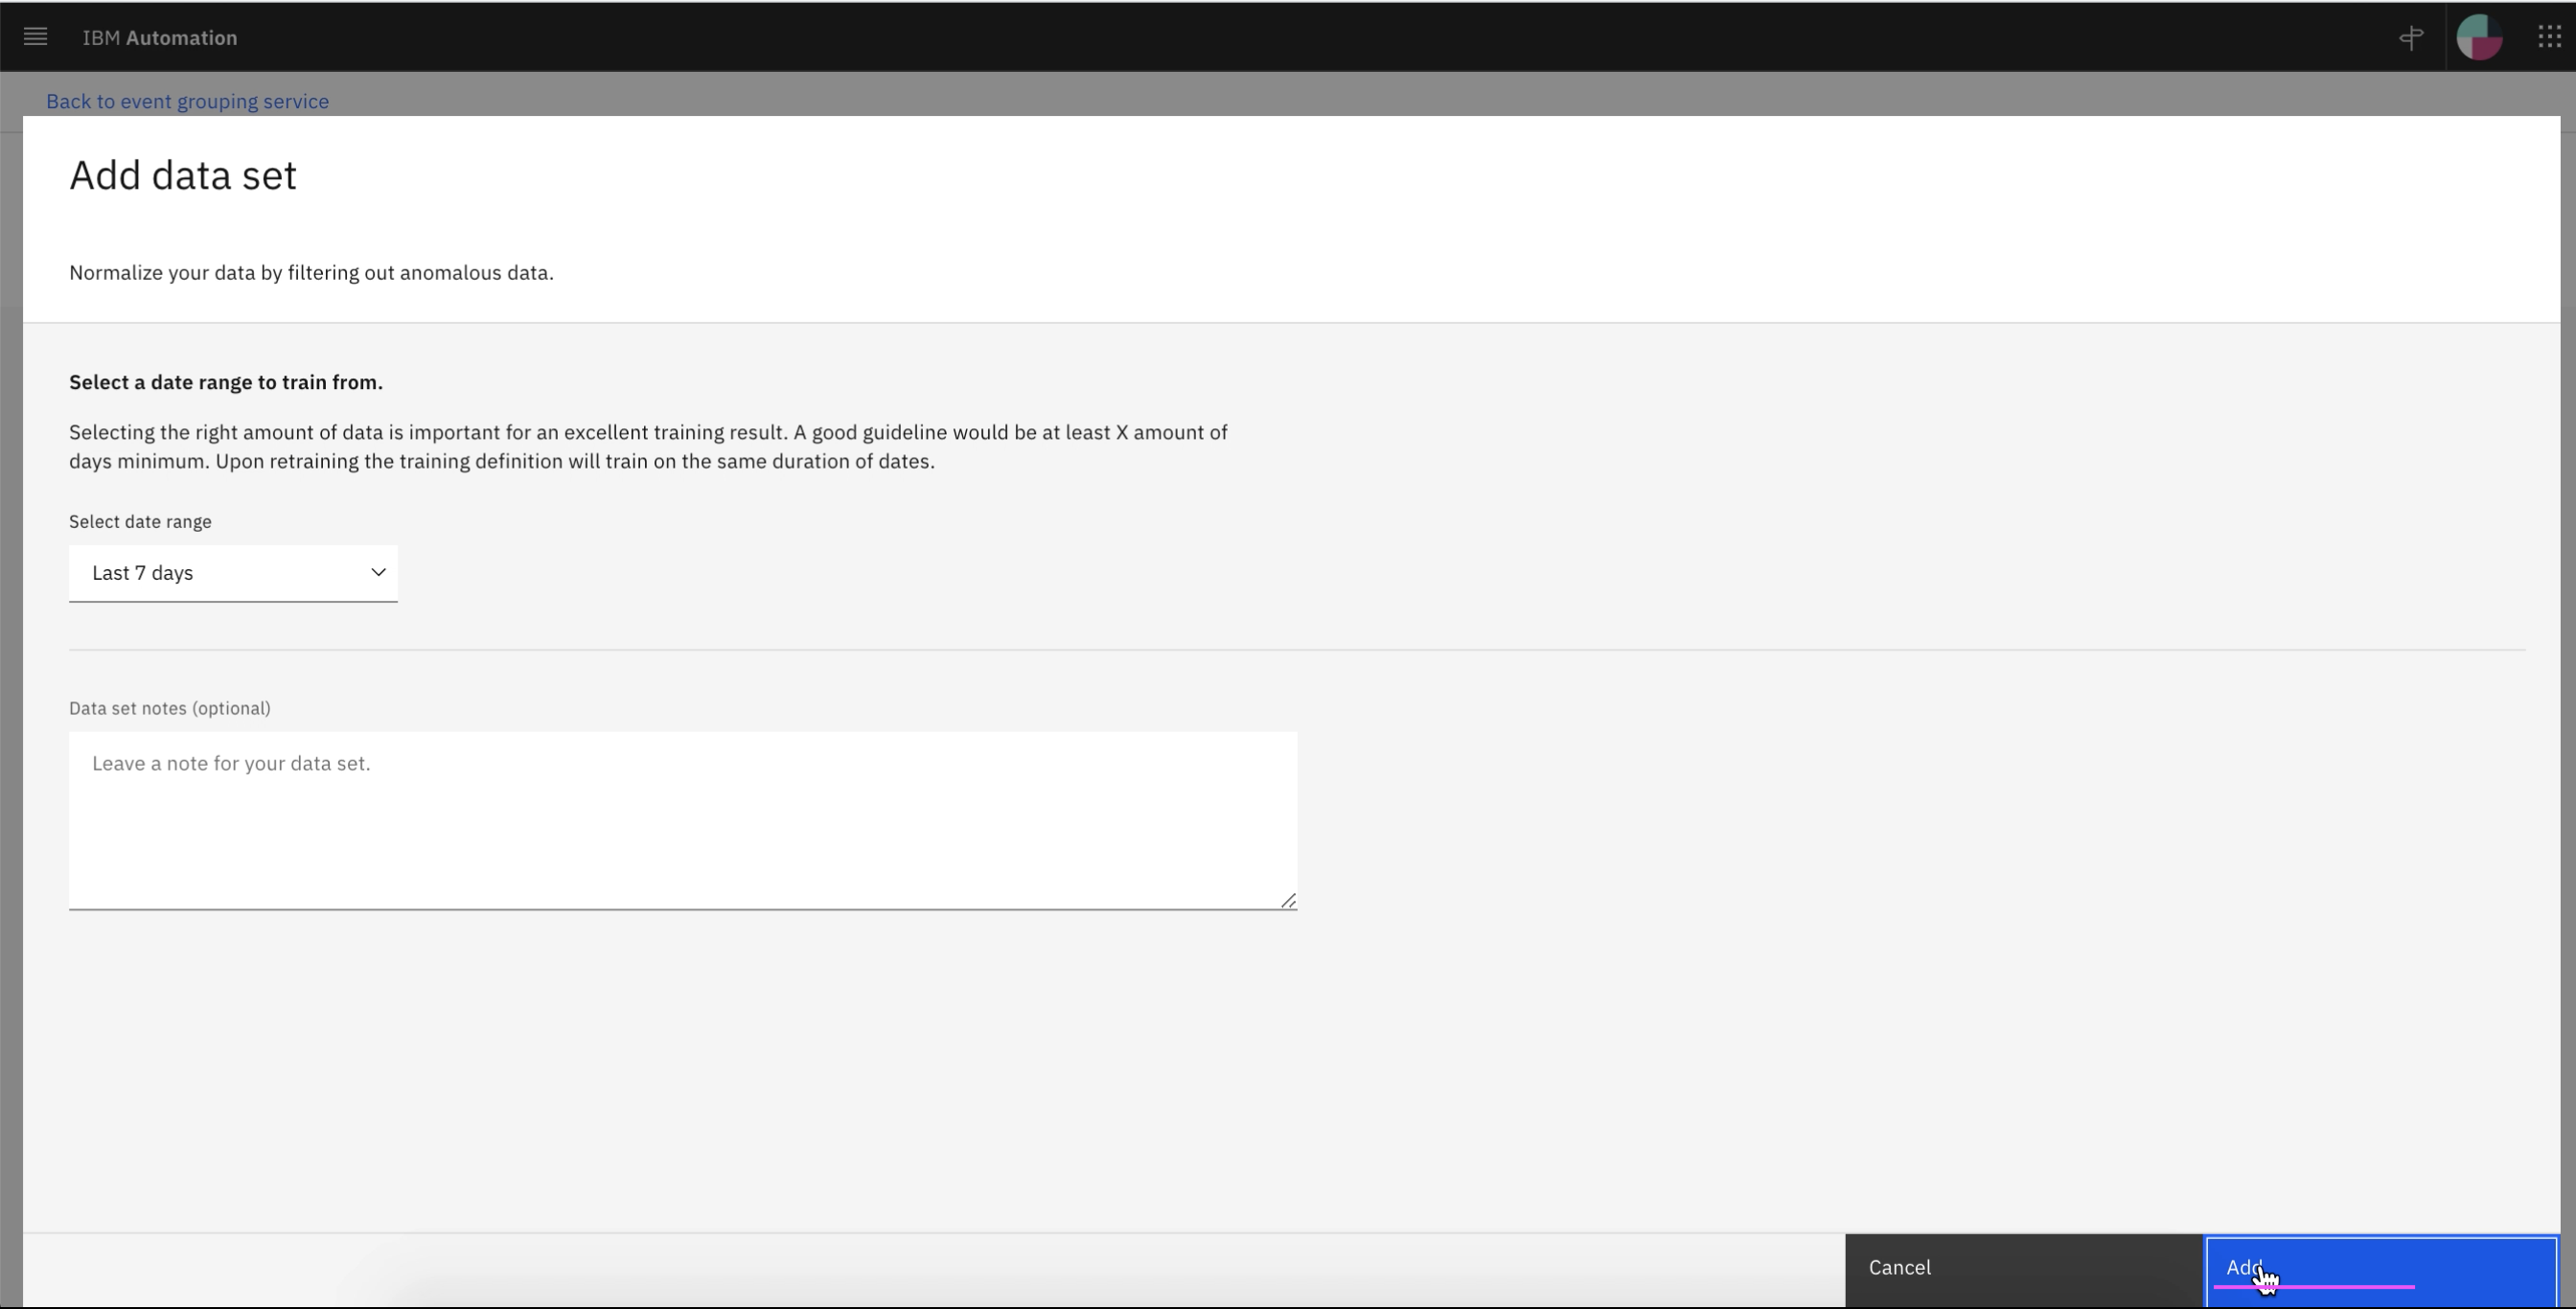 IBM Automation
Back to event grouping service
Add data set
Normalize your data by filtering out anomalous data.
Select a date range to train from.
Selecting the right amount of data is important for an excellent training result. A good guideline would be at least X amount of
days minimum. Upon retraining the training definition will train on the same duration of dates.
Select date range
Last 7 days
Data set notes (optional)
Leave a note for your data set.
Cancel
Add